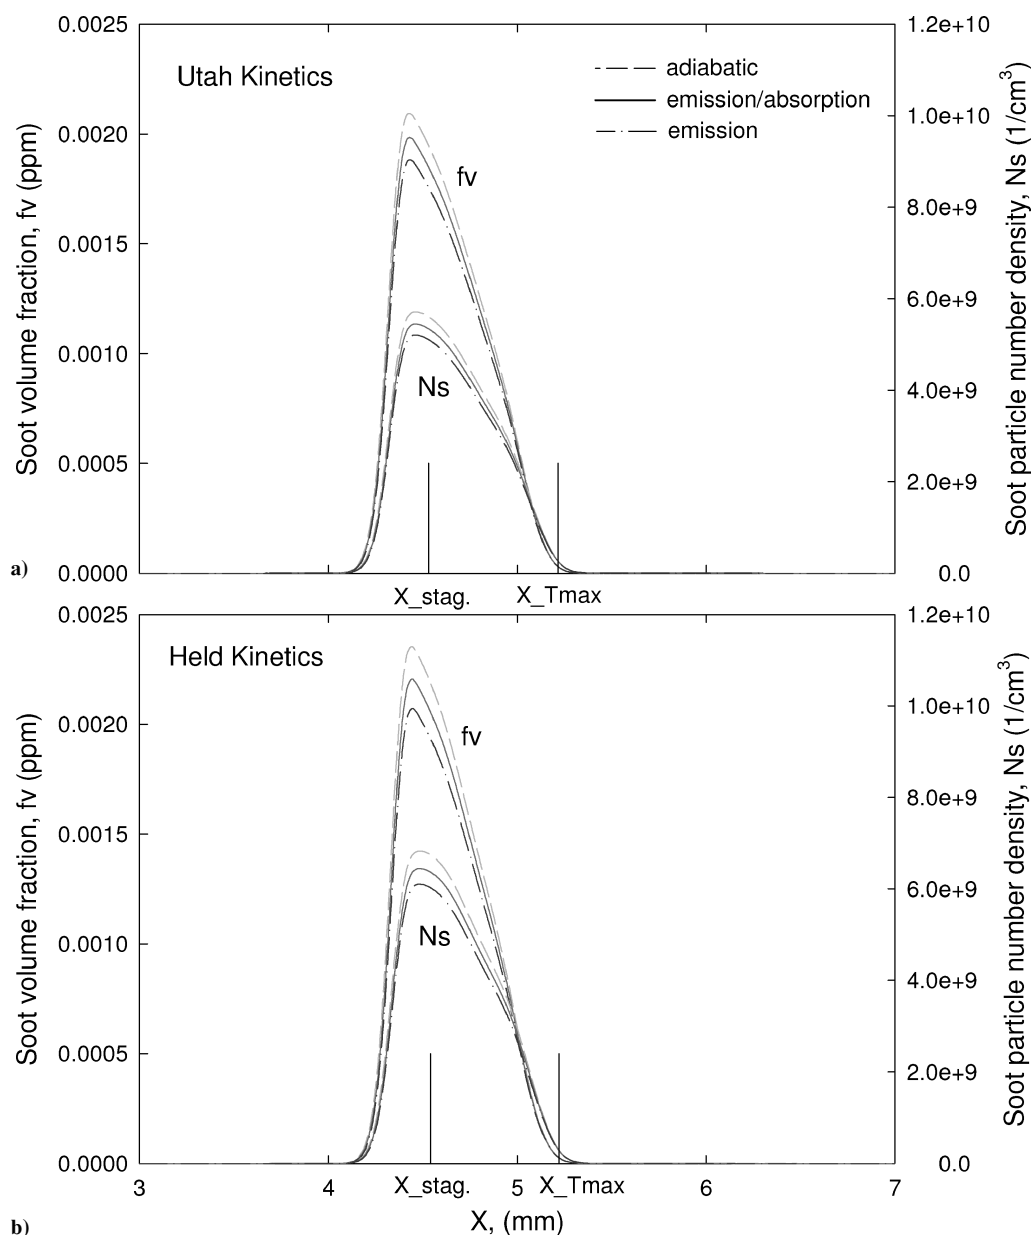 0.0025
0.0020
0.0015
0.0010
0.0005
0.0000
Soot volume fraction, fv (ppm)
Utah Kinetics
adiabatic
emission/absorption
emission
fv
Ns
X_stag.
X_Tmax
1.2e+10
1.0e+10
8.0e+9
6.0e+9
4.0e+9
2.0e+9
0.0
Soot particle number density, Ns (1/cm³)
a)
0.0025
0.0020
0.0015
0.0010
0.0005
0.0000
Soot volume fraction, fv (ppm)
Held Kinetics
fv
Ns
X_stag.
X_Tmax
1.2e+10
1.0e+10
8.0e+9
6.0e+9
4.0e+9
2.0e+9
0.0
Soot particle number density, Ns (1/cm³)
3 4 5 6 7
X, (mm)
b)